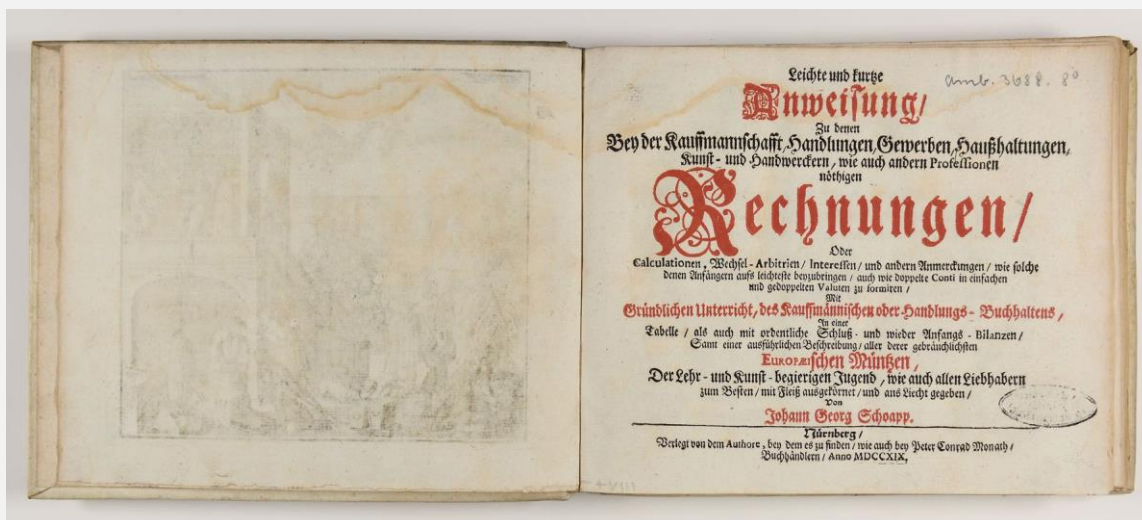 Leichte und kurtze
Amb. 3688. 8°
Anweisung/
Zu denen
Bey der Kauffmannschafft, Handlungen, Gewerben, Haußhaltungen,
Kunst- und Handwerckern, wie auch andern Professionen
nöthigen
Rechnungen/
Oder
Calculationen, Wechsel-Arbitrien/ Interessen/ und andern Anmerckungen/ wie solche
denen Anfängern aufs leichteste beyzubringen/ auch wie doppelte Conti in einfachen
und gedoppelten Valuten zu formiren/
Mit
Gründlichen Unterricht, des Kauffmännischen oder Handlungs-Buchhaltens,
In einer
Tabelle/ als auch mit ordentliche Schluß- und wieder Anfangs-Bilanzen/
Samt einer ausführlichen Beschreibung/ aller derer gebräuchlichsten
EUROPÆIschen Müntzen,
Der Lehr- und Kunst-begierigen Jugend, wie auch allen Liebhabern
zum Besten/ mit Fleiß ausgekörnet/ und ans Liecht gegeben/
Von
Johann Georg Schoapp.
Nürnberg/
Verlegt von dem Authore, bey dem es zu finden/ wie auch bey Peter Conrad Monath/
Buchhändlern/ Anno MDCCXIX.